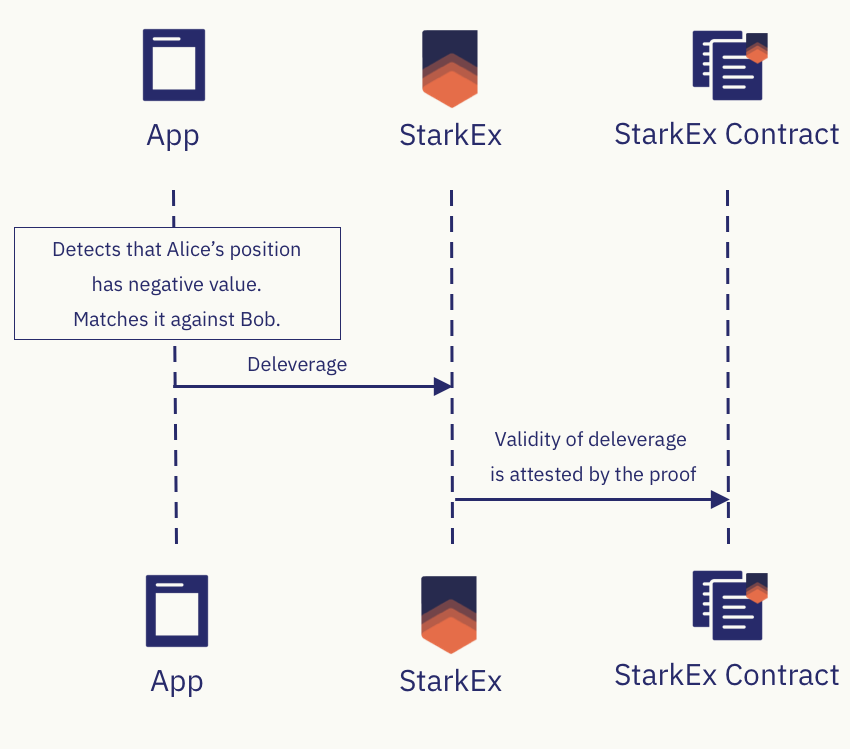 App
StarkEx
StarkEx Contract
Detects that Alice’s position
has negative value.
Matches it against Bob.
Deleverage
Validity of deleverage
is attested by the proof
App
StarkEx
StarkEx Contract